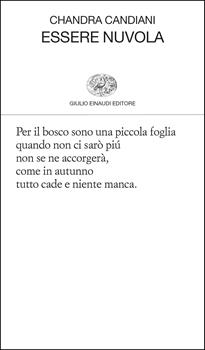 CHANDRA CANDIANI
ESSERE NUVOLA
GIULIO EINAUDI EDITORE
Per il bosco sono una piccola foglia
quando non ci sarò piú
non se ne accorgerà,
come in autunno
tutto cade e niente manca.